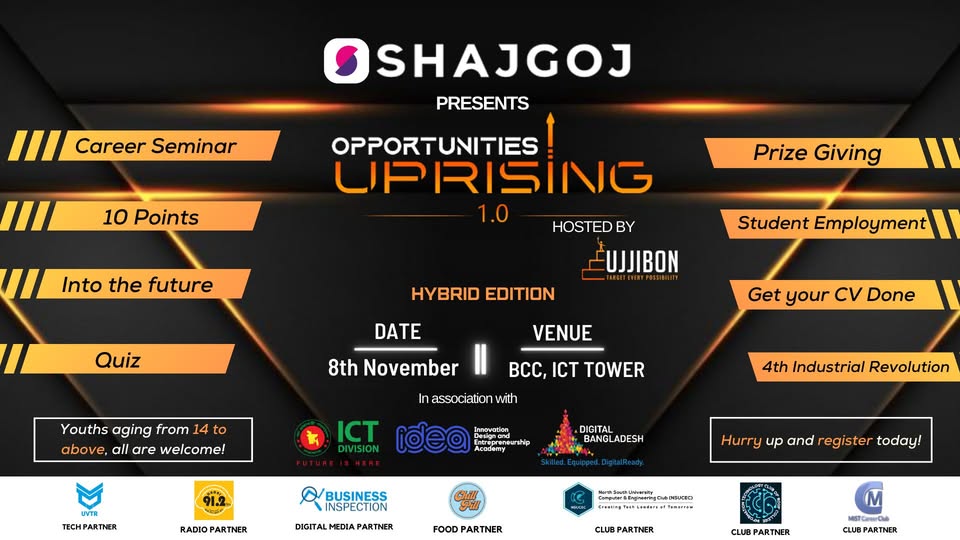 SHAJGOJ
PRESENTS
OPPORTUNITIES
UPRISING
1.0
HOSTED BY
UJJIBON
TARGET EVERY POSSIBILITY
HYBRID EDITION
Career Seminar
10 Points
Into the future
Quiz
Prize Giving
Student Employment
Get your CV Done
4th Industrial Revolution
DATE
8th November
VENUE
BCC, ICT TOWER
In association with
Youths aging from 14 to
above, all are welcome!
ICT
DIVISION
FUTURE IS HERE
idea
Innovation
Design and
Entrepreneurship
Academy
DIGITAL
BANGLADESH
Skilled. Equipped. DigitalReady.
Hurry up and register today!
UVTR
TECH PARTNER
91.2
RADIO PARTNER
BUSINESS
INSPECTION
DIGITAL MEDIA PARTNER
Chill
Fill
FOOD PARTNER
NSUCEC
North South University
Computer & Engineering Club (NSUCEC)
Creating Tech Leaders of Tomorrow
CLUB PARTNER
CLUB PARTNER
MIST Career Club
CLUB PARTNER